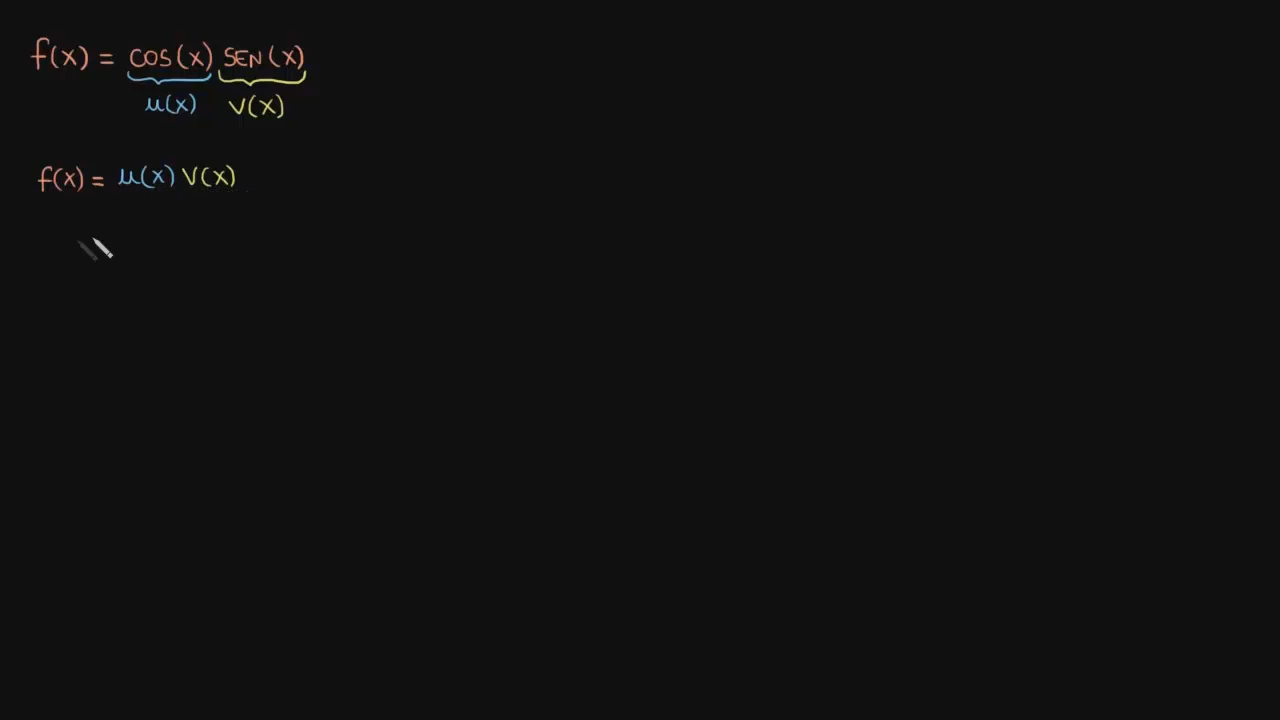 f(x) = cos(x) sen(x)
u(x) v(x)
f(x) = u(x) v(x)